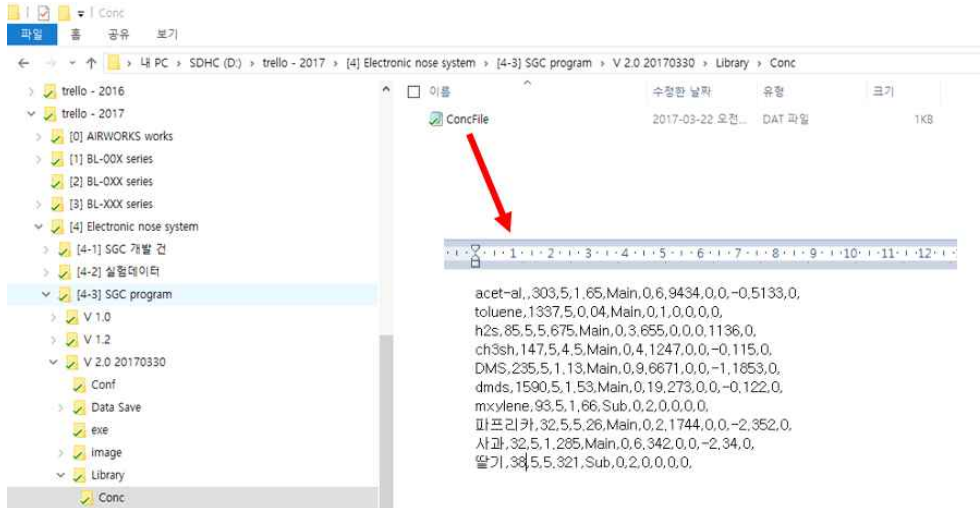 Conc
파일 홈 공유 보기
내 PC > SDHC (D:) > trello - 2017 > [4] Electronic nose system > [4-3] SGC program > V 2.0 20170330 > Library > Conc
trello - 2016
trello - 2017
[0] AIRWORKS works
[1] BL-00X series
[2] BL-0XX series
[3] BL-XXX series
[4] Electronic nose system
[4-1] SGC 개발 건
[4-2] 실험데이터
[4-3] SGC program
V 1.0
V 1.2
V 2.0 20170330
Conf
Data Save
exe
image
Library
Conc
이름 수정한 날짜 유형 크기
ConcFile 2017-03-22 오전... DAT 파일 1KB
1 2 3 4 5 6 7 8 9 10 11 12
acet-al,,303,5,1,65,Main,0,6,9434,0,0,-0,5133,0,
toluene,1337,5,0,04,Main,0,1,0,0,0,0,
h2s,85,5,5,675,Main,0,3,655,0,0,0,1136,0,
ch3sh,147,5,4,5,Main,0,4,1247,0,0,-0,115,0,
DMS,235,5,1,13,Main,0,9,6671,0,0,-1,1853,0,
dmds,1590,5,1,53,Main,0,19,273,0,0,-0,122,0,
mxylene,93,5,1,66,Sub,0,2,0,0,0,0,
파프리카,32,5,5,26,Main,0,2,1744,0,0,-2,352,0,
사과,32,5,1,285,Main,0,6,342,0,0,-2,34,0,
딸기,38,5,5,321,Sub,0,2,0,0,0,0,